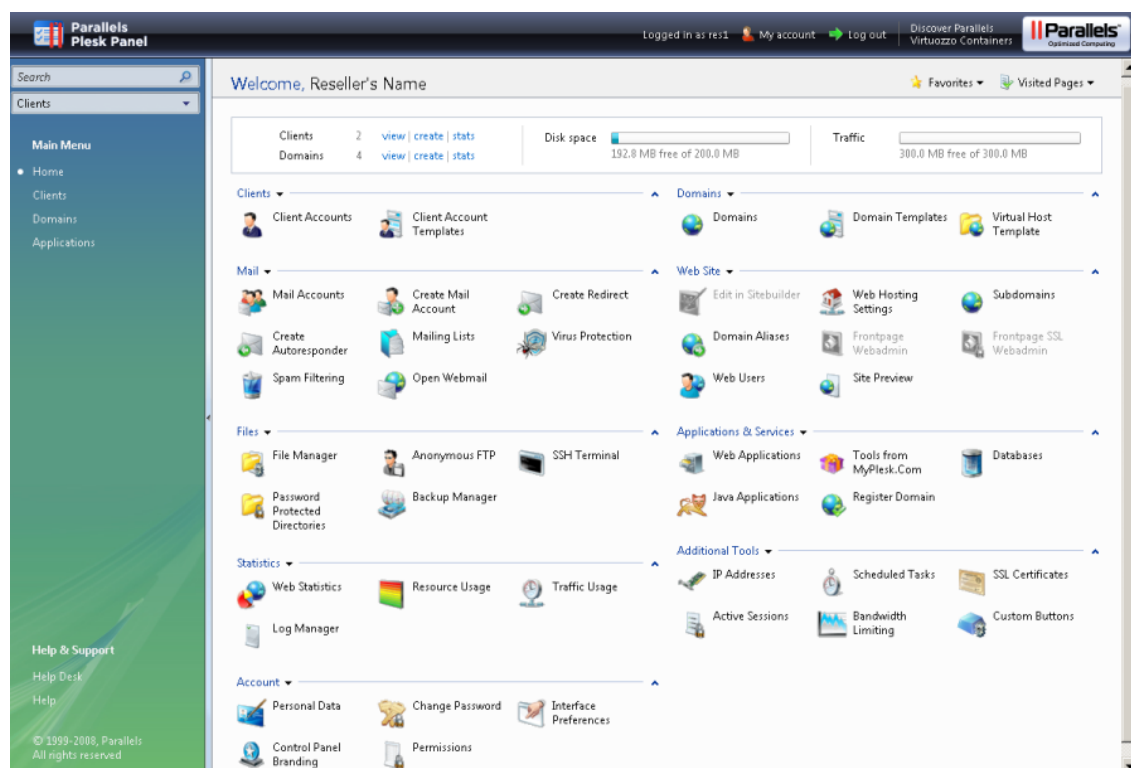 Parallels
Plesk Panel
Logged in as res1 My account Log out
Discover Parallels
Virtuozzo Containers
Parallels™
Optimized Computing
Search
Clients
Main Menu
Home
Clients
Domains
Applications
Help & Support
Help Desk
Help
© 1999-2008, Parallels
All rights reserved
Welcome, Reseller's Name
Favorites Visited Pages
Clients 2 view | create | stats
Domains 4 view | create | stats
Disk space
192.8 MB free of 200.0 MB
Traffic
300.0 MB free of 300.0 MB
Clients
Client Accounts
Client Account
Templates
Domains
Domains
Domain Templates
Virtual Host
Template
Mail
Mail Accounts
Create Mail
Account
Create Redirect
Create
Autoresponder
Mailing Lists
Virus Protection
Spam Filtering
Open Webmail
Web Site
Edit in Sitebuilder
Web Hosting
Settings
Subdomains
Domain Aliases
Frontpage
Webadmin
Frontpage SSL
Webadmin
Web Users
Site Preview
Files
File Manager
Anonymous FTP
SSH Terminal
Password
Protected
Directories
Backup Manager
Applications & Services
Web Applications
Tools from
MyPlesk.Com
Databases
Java Applications
Register Domain
Statistics
Web Statistics
Resource Usage
Traffic Usage
Log Manager
Additional Tools
IP Addresses
Scheduled Tasks
SSL Certificates
Active Sessions
Bandwidth
Limiting
Custom Buttons
Account
Personal Data
Change Password
Interface
Preferences
Control Panel
Branding
Permissions